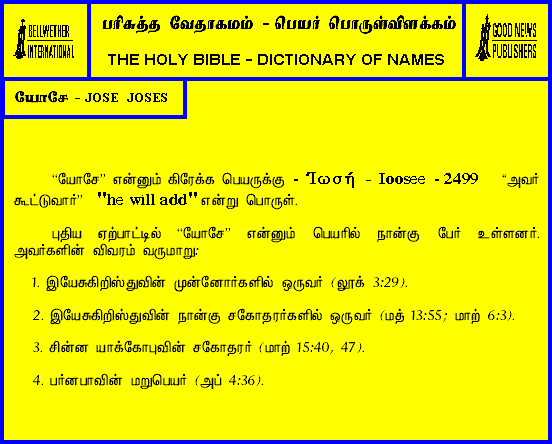 BELLWETHER
INTERNATIONAL
பரிசுத்த வேதாகமம் - பெயர் பொருள்விளக்கம்
THE HOLY BIBLE - DICTIONARY OF NAMES
GOOD NEWS
PUBLISHERS
யோசே - JOSE JOSES
“யோசே” என்னும் கிரேக்க பெயருக்கு - Ἰωσή - Ioosee - 2499 “அவர்
கூட்டுவார்” "he will add" என்று பொருள்.
புதிய ஏற்பாட்டில் “யோசே” என்னும் பெயரில் நான்கு பேர் உள்ளனர்.
அவர்களின் விவரம் வருமாறு:
1. இயேசுகிறிஸ்துவின் முன்னோர்களில் ஒருவர் (லூக் 3:29).
2. இயேசுகிறிஸ்துவின் நான்கு சகோதரர்களில் ஒருவர் (மத் 13:55; மாற் 6:3).
3. சின்ன யாக்கோபுவின் சகோதரர் (மாற் 15:40, 47).
4. பர்னபாவின் மறுபெயர் (அப் 4:36).